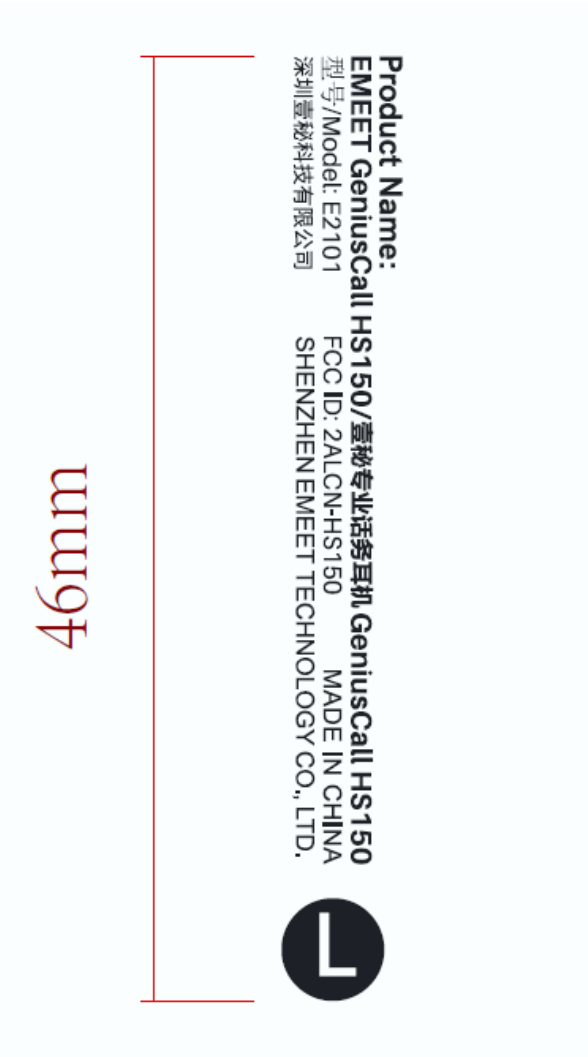 Product Name:
EMEET GeniusCall HS150/壹秘专业话务耳机 GeniusCall HS150
型号/Model: E2101 FCC ID: 2ALCN-HS150 MADE IN CHINA
深圳壹秘科技有限公司 SHENZHEN EMEET TECHNOLOGY CO., LTD.
L
46mm